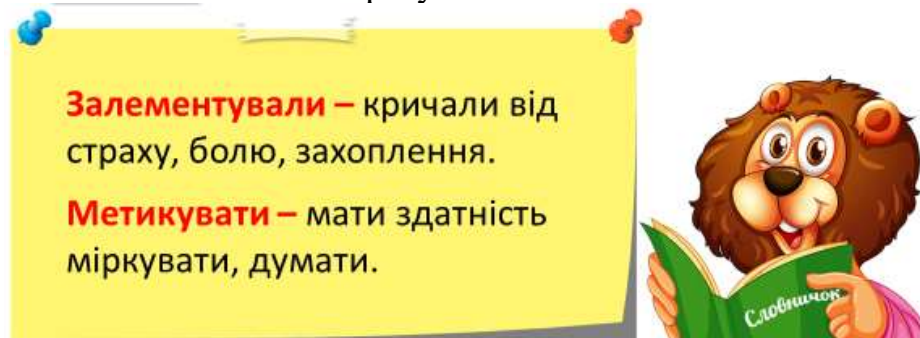 Залементували – кричали від
страху, болю, захоплення.
Метикувати – мати здатність
міркувати, думати.
Словничок